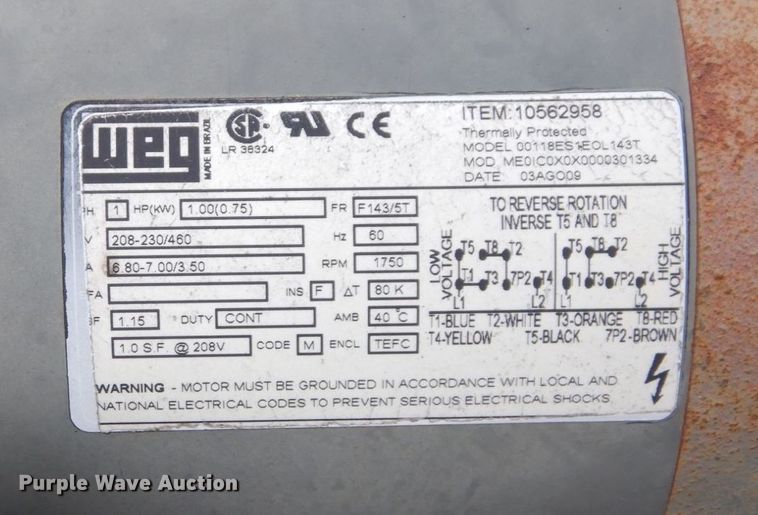 weg
MADE IN BRAZIL
SA
LR 38324
RU
CE
ITEM:10562958
Thermally Protected
MODEL 00118ES1EOL143T
MOD ME0IC0X0X0000301334
DATE 03AGO09
PH 1 HP(kW) 1.00(0.75) FR F143/5T
V 208-230/460 Hz 60
A 6.80-7.00/3.50 RPM 1750
FA INS F ΔT 80 K
SF 1.15 DUTY CONT AMB 40°C
1.0 S.F. @ 208V CODE M ENCL TEFC
TO REVERSE ROTATION
INVERSE T5 AND T8
LOW VOLTAGE
T5 T8 T2
T1 T3 7P2 T4
L1 L2
HIGH VOLTAGE
T5 T8 T2
T1 T3 7P2 T4
L1 L2
T1-BLUE T2-WHITE T3-ORANGE T8-RED
T4-YELLOW T5-BLACK 7P2-BROWN
WARNING - MOTOR MUST BE GROUNDED IN ACCORDANCE WITH LOCAL AND
NATIONAL ELECTRICAL CODES TO PREVENT SERIOUS ELECTRICAL SHOCKS
Purple Wave Auction